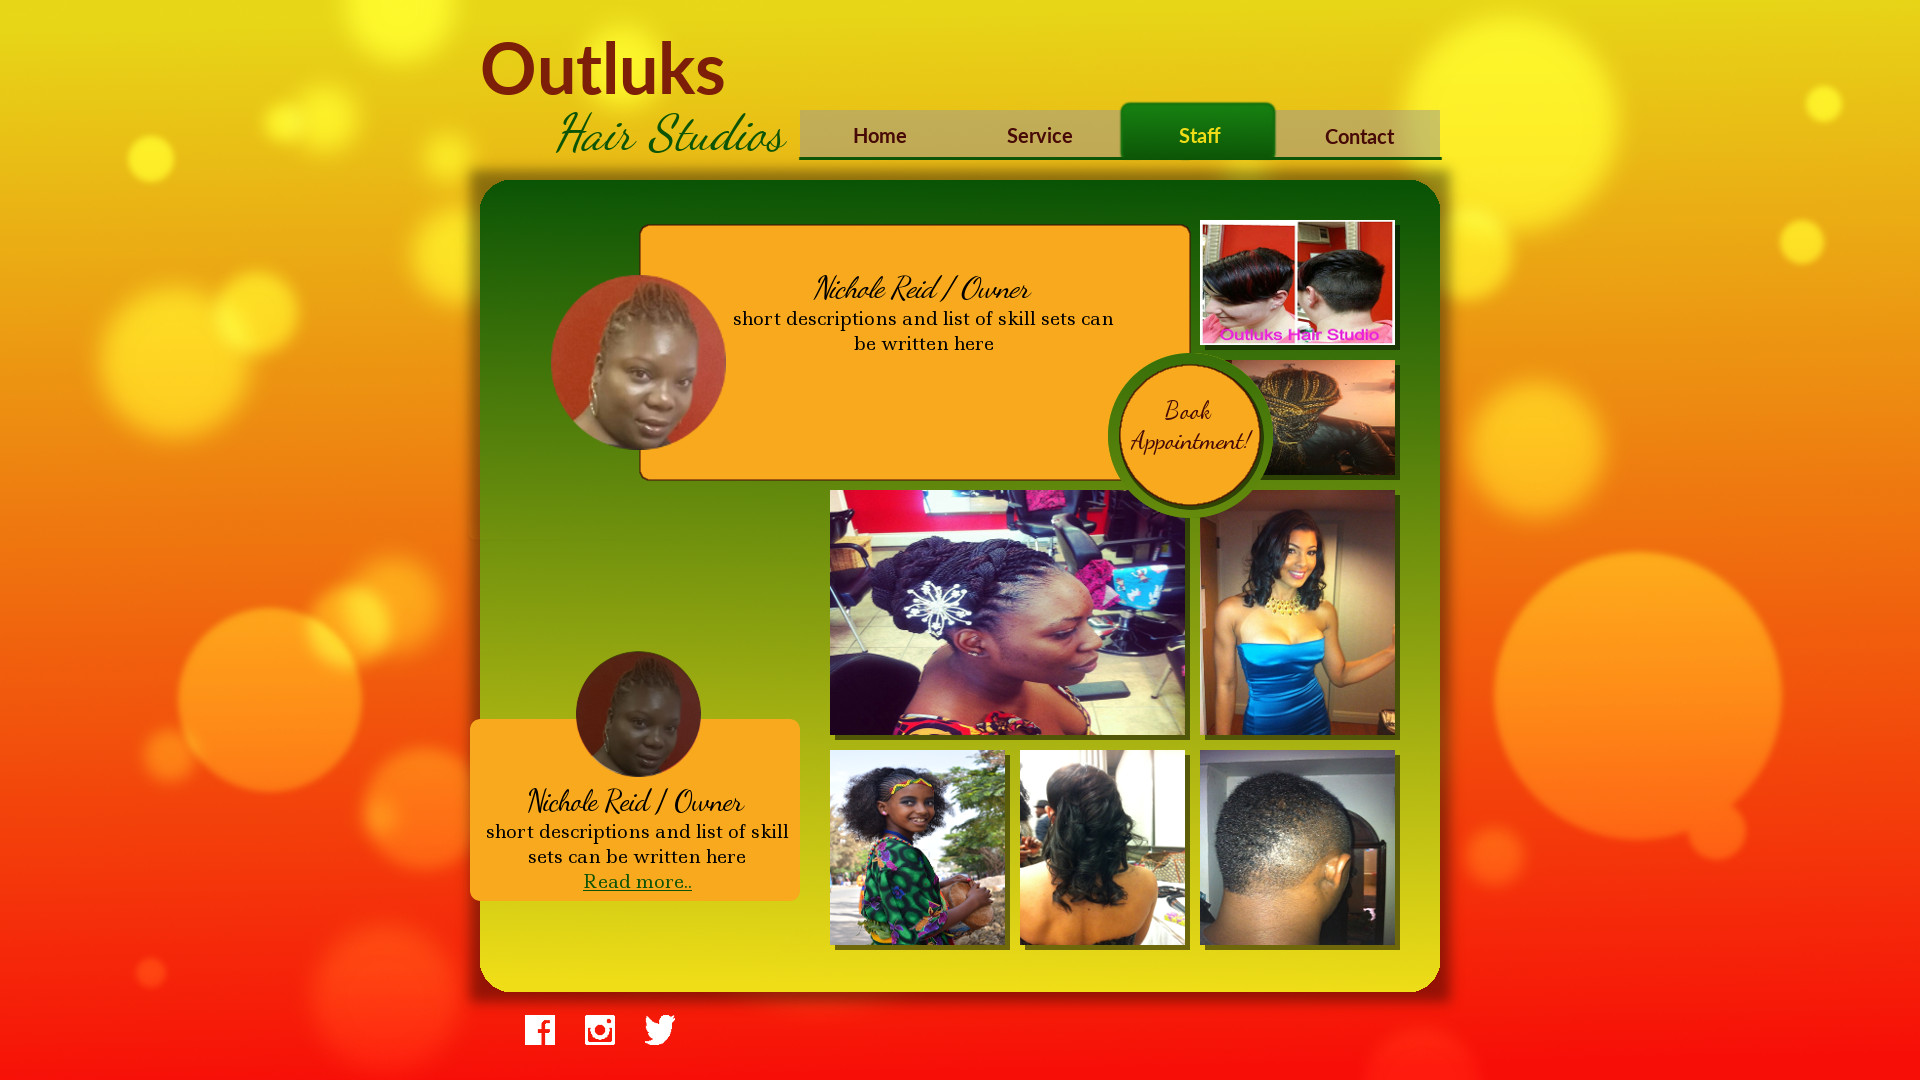 Outluks
Hair Studios
Home Service Staff Contact
Nichole Reid / Owner
short descriptions and list of skill sets can
be written here
Outluks Hair Studio
Book
Appointment!
Nichole Reid / Owner
short descriptions and list of skill
sets can be written here
Read more..